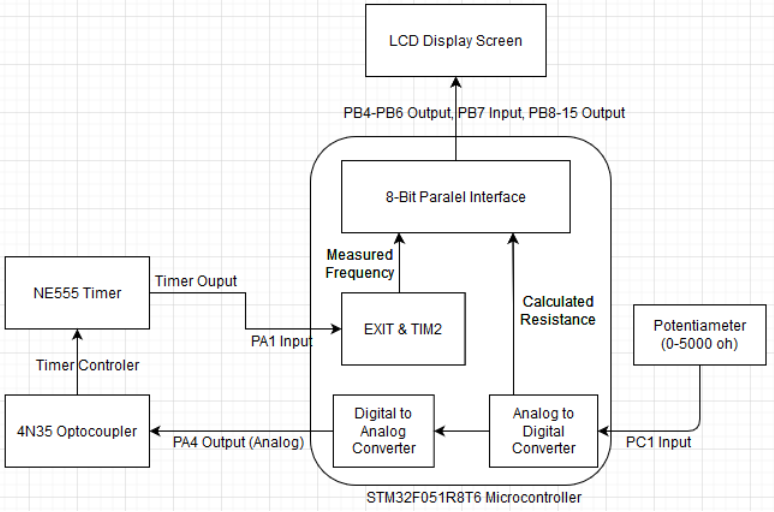 LCD Display Screen
PB4-PB6 Output, PB7 Input, PB8-15 Output
8-Bit Paralel Interface
Measured
Frequency
Timer Ouput
NE555 Timer
PA1 Input
EXIT & TIM2
Calculated
Resistance
Potentiameter
(0-5000 oh)
Timer Controler
4N35 Optocoupler
PA4 Output (Analog)
Digital to
Analog
Converter
Analog to
Digital
Converter
PC1 Input
STM32F051R8T6 Microcontroller